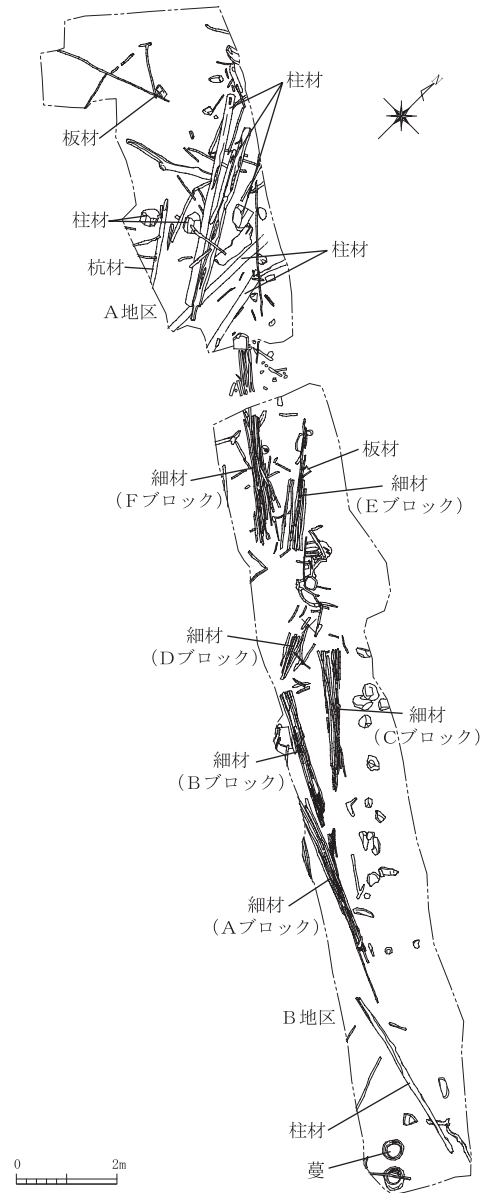 N
柱材
板材
柱材
柱材
杭材
A地区
板材
細材
(Fブロック)
細材
(Eブロック)
細材
(Dブロック)
細材
(Cブロック)
細材
(Bブロック)
細材
(Aブロック)
B地区
柱材
蔓
0 2m